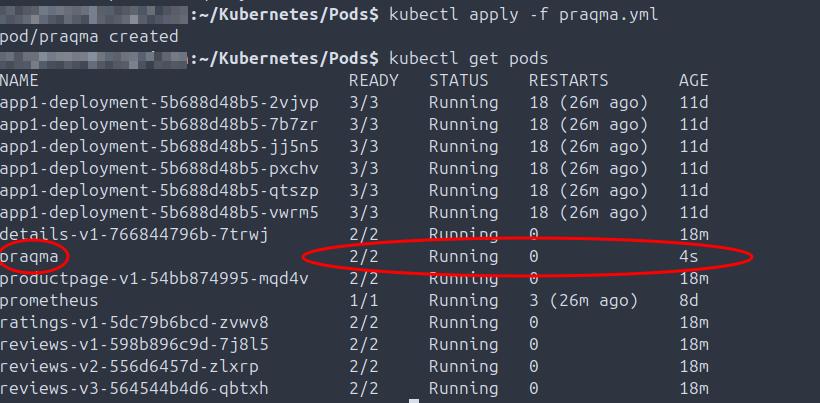 :~/Kubernetes/Pods$ kubectl apply -f praqma.yml
pod/praqma created
:~/Kubernetes/Pods$ kubectl get pods
NAME READY STATUS RESTARTS AGE
app1-deployment-5b688d48b5-2vjvp 3/3 Running 18 (26m ago) 11d
app1-deployment-5b688d48b5-7b7zr 3/3 Running 18 (26m ago) 11d
app1-deployment-5b688d48b5-jj5n5 3/3 Running 18 (26m ago) 11d
app1-deployment-5b688d48b5-pxchv 3/3 Running 18 (26m ago) 11d
app1-deployment-5b688d48b5-qtszp 3/3 Running 18 (26m ago) 11d
app1-deployment-5b688d48b5-vwrm5 3/3 Running 18 (26m ago) 11d
details-v1-766844796b-7trwj 2/2 Running 0 18m
praqma 2/2 Running 0 4s
productpage-v1-54bb874995-mqd4v 2/2 Running 0 18m
prometheus 1/1 Running 3 (26m ago) 8d
ratings-v1-5dc79b6bcd-zvwv8 2/2 Running 0 18m
reviews-v1-598b896c9d-7j8l5 2/2 Running 0 18m
reviews-v2-556d6457d-zlxrp 2/2 Running 0 18m
reviews-v3-564544b4d6-qbtxh 2/2 Running 0 18m